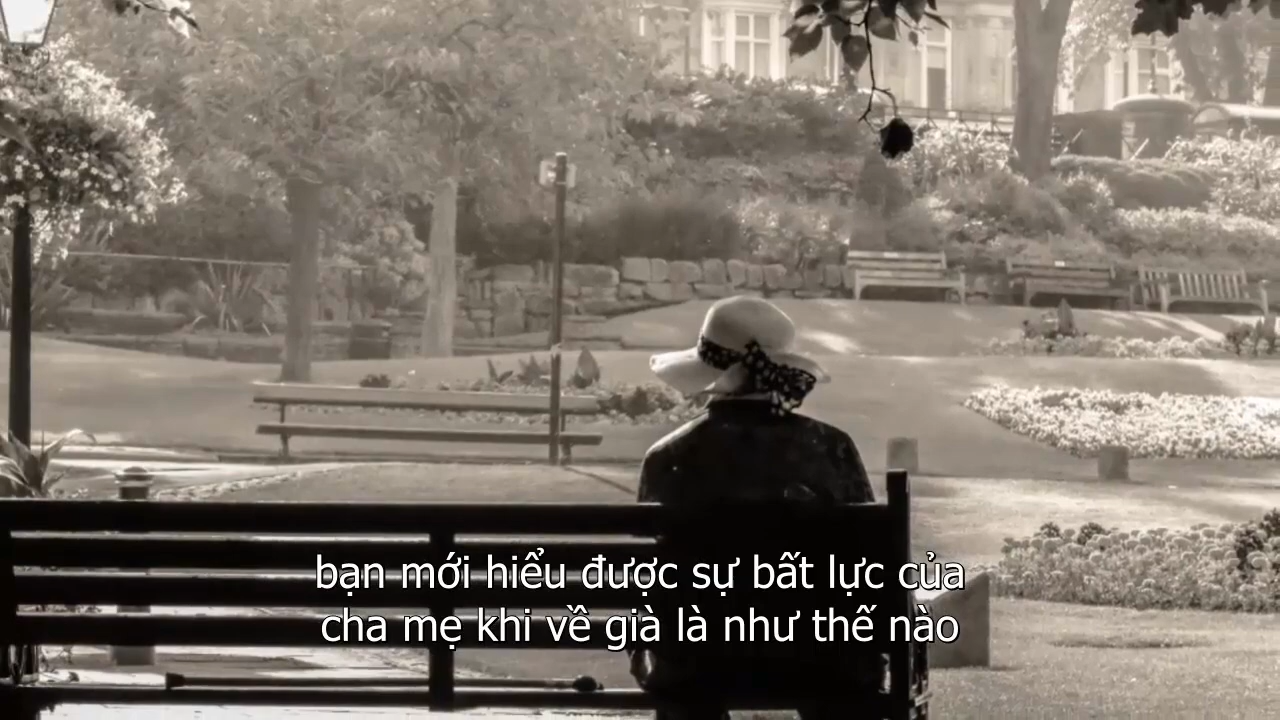 bạn mới hiểu được sự bất lực của
cha mẹ khi về già là như thế nào